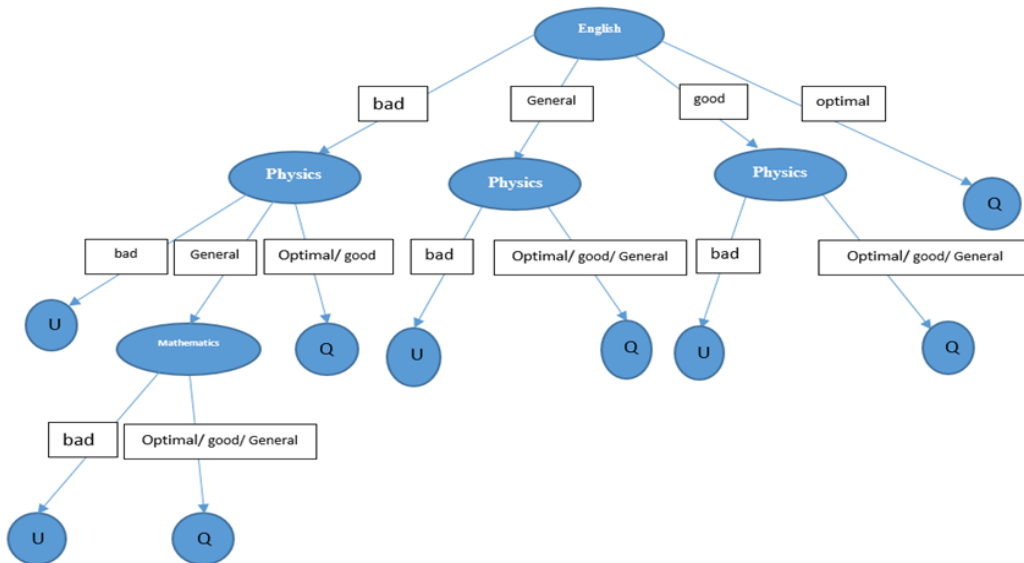 English
bad
General
good
optimal
Physics
Physics
Physics
Q
bad
General
Optimal/ good
bad
Optimal/ good/ General
bad
Optimal/ good/ General
U
Mathematics
Q
U
Q
U
Q
bad
Optimal/ good/ General
U
Q